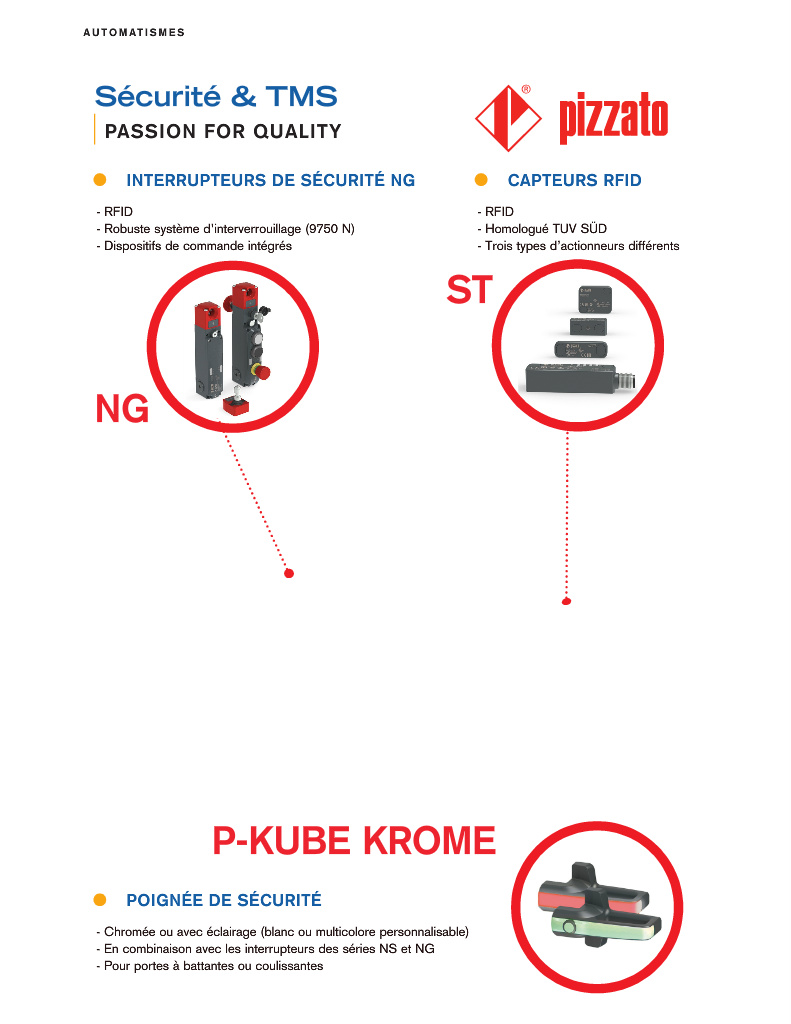 AUTOMATISMES
Sécurité & TMS
PASSION FOR QUALITY
® pizzato
INTERRUPTEURS DE SÉCURITÉ NG
- RFID
- Robuste système d'interverrouillage (9750 N)
- Dispositifs de commande intégrés
NG
CAPTEURS RFID
- RFID
- Homologué TUV SÜD
- Trois types d'actionneurs différents
ST
P-KUBE KROME
POIGNÉE DE SÉCURITÉ
- Chromée ou avec éclairage (blanc ou multicolore personnalisable)
- En combinaison avec les interrupteurs des séries NS et NG
- Pour portes à battantes ou coulissantes